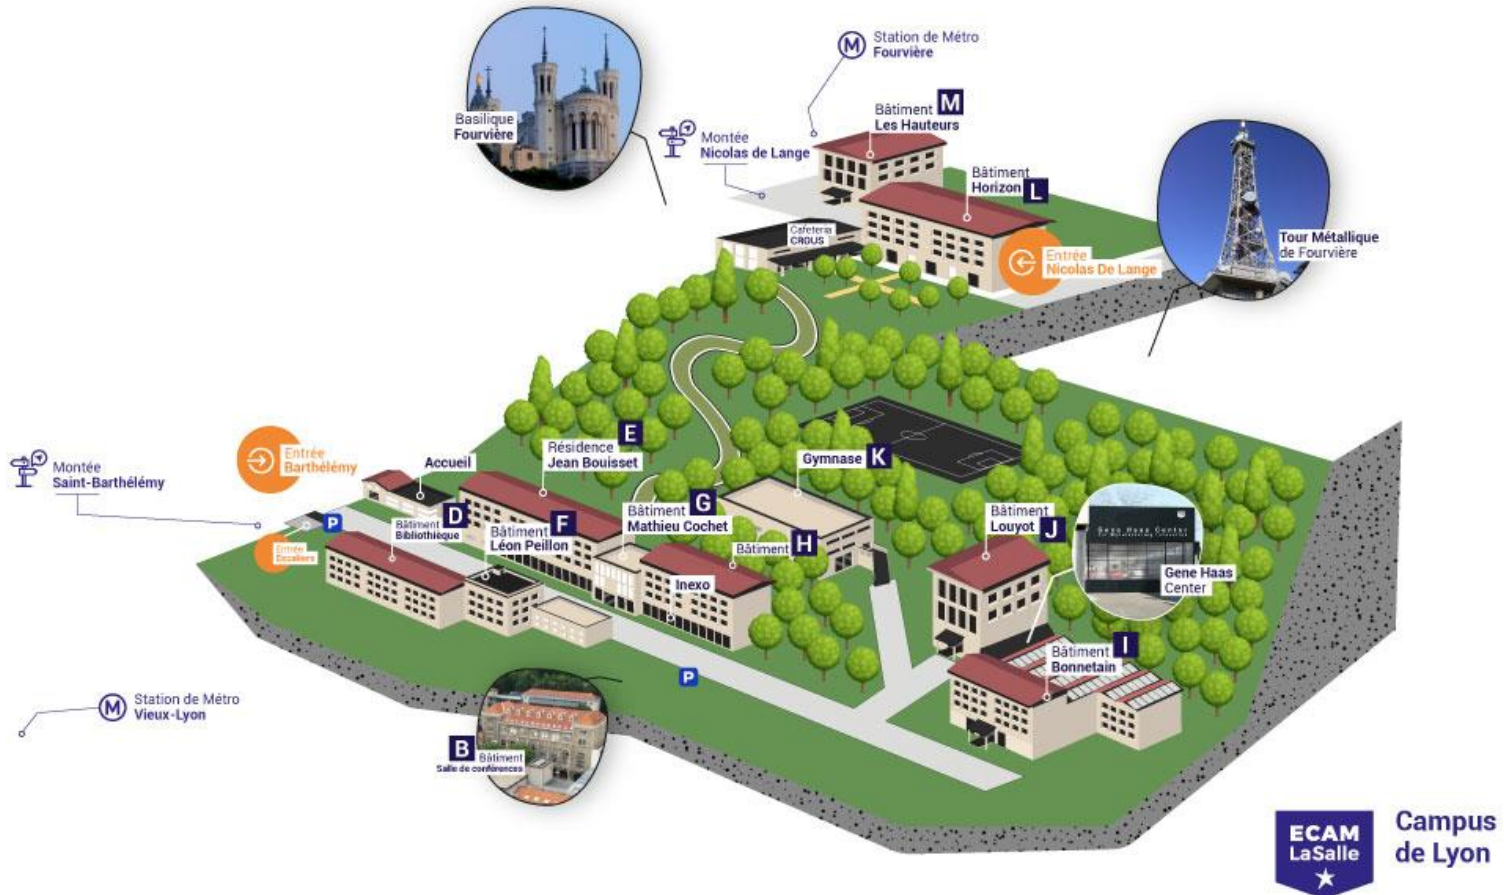 Station de Métro
Fourvière
Basilique
Fourvière
Montée
Nicolas de Lange
Bâtiment M
Les Hauteurs
Bâtiment
Horizon L
Cafeteria
CROUS
Entrée
Nicolas De Lange
Tour Métallique
de Fourvière
Entrée
Barthélémy
Montée
Saint-Barthélémy
Accueil
Résidence E
Jean Bouisset
Gymnase K
P
Bâtiment D
Bibliothèque
Bâtiment F
Léon Peillon
Bâtiment G
Mathieu Cochet
Bâtiment H
Inexo
Bâtiment J
Louyot
Gene Haas Center
Gene Haas
Center
Entrée
Escaliers
Bâtiment I
Bonnetain
P
Station de Métro
Vieux-Lyon
B Bâtiment
Salle de conférences
ECAM
LaSalle
Campus
de Lyon